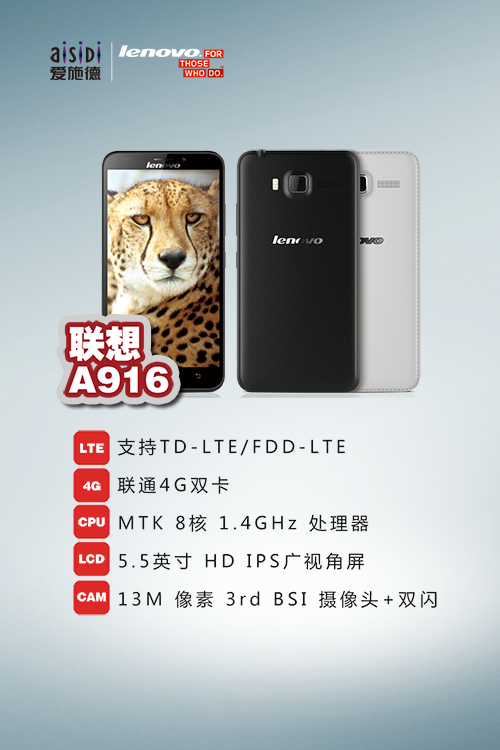 aisidi
爱施德
lenovo. FOR
THOSE
WHO DO.
lenovo
lenovo
lenovo
联想
A916
LTE 支持TD-LTE/FDD-LTE
4G 联通4G双卡
CPU MTK 8核 1.4GHz 处理器
LCD 5.5英寸 HD IPS广视角屏
CAM 13M 像素 3rd BSI 摄像头+双闪